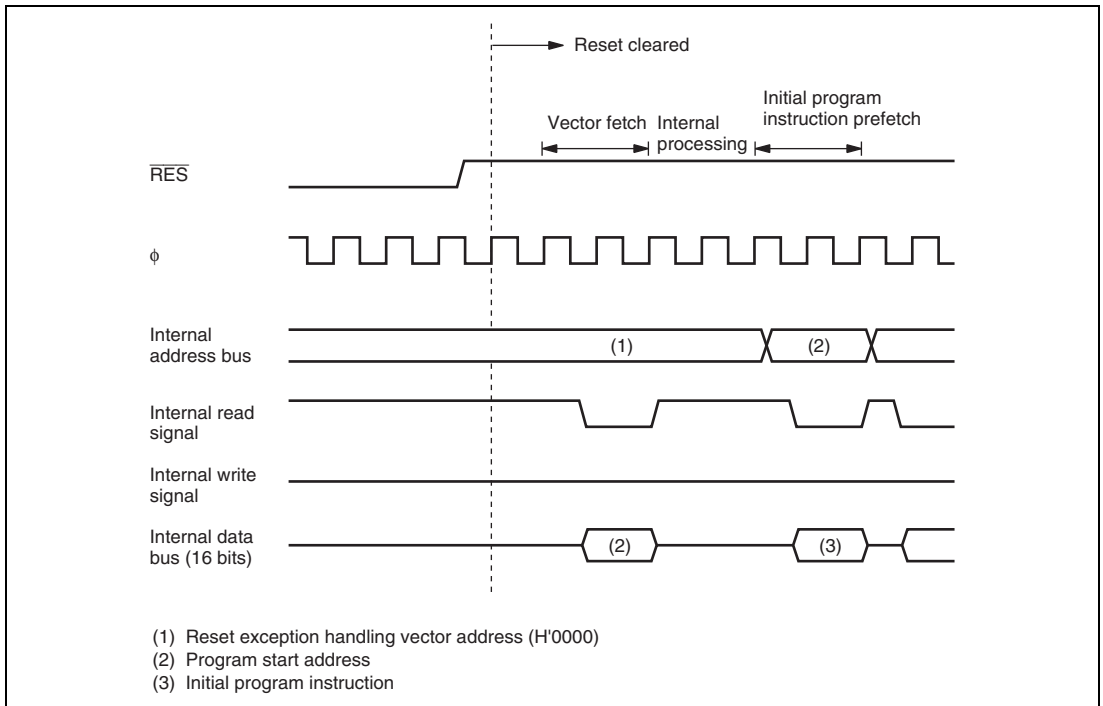 Reset cleared
Initial program
instruction prefetch
Vector fetch
Internal
processing
RES
φ
Internal
address bus
(1)
(2)
Internal read
signal
Internal write
signal
Internal data
bus (16 bits)
(2)
(3)
(1) Reset exception handling vector address (H'0000)
(2) Program start address
(3) Initial program instruction